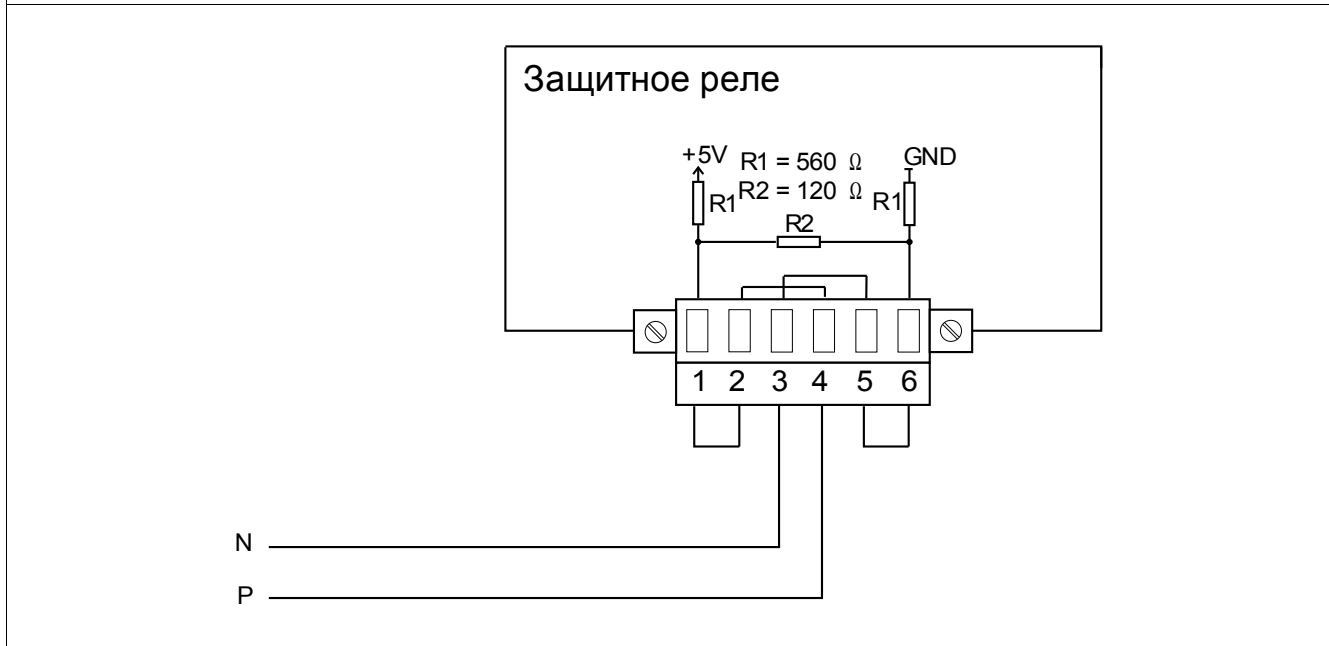 Защитное реле
+5V R1 = 560 Ω GND
R1 R2 = 120 Ω R1
R2
1 2 3 4 5 6
N
P